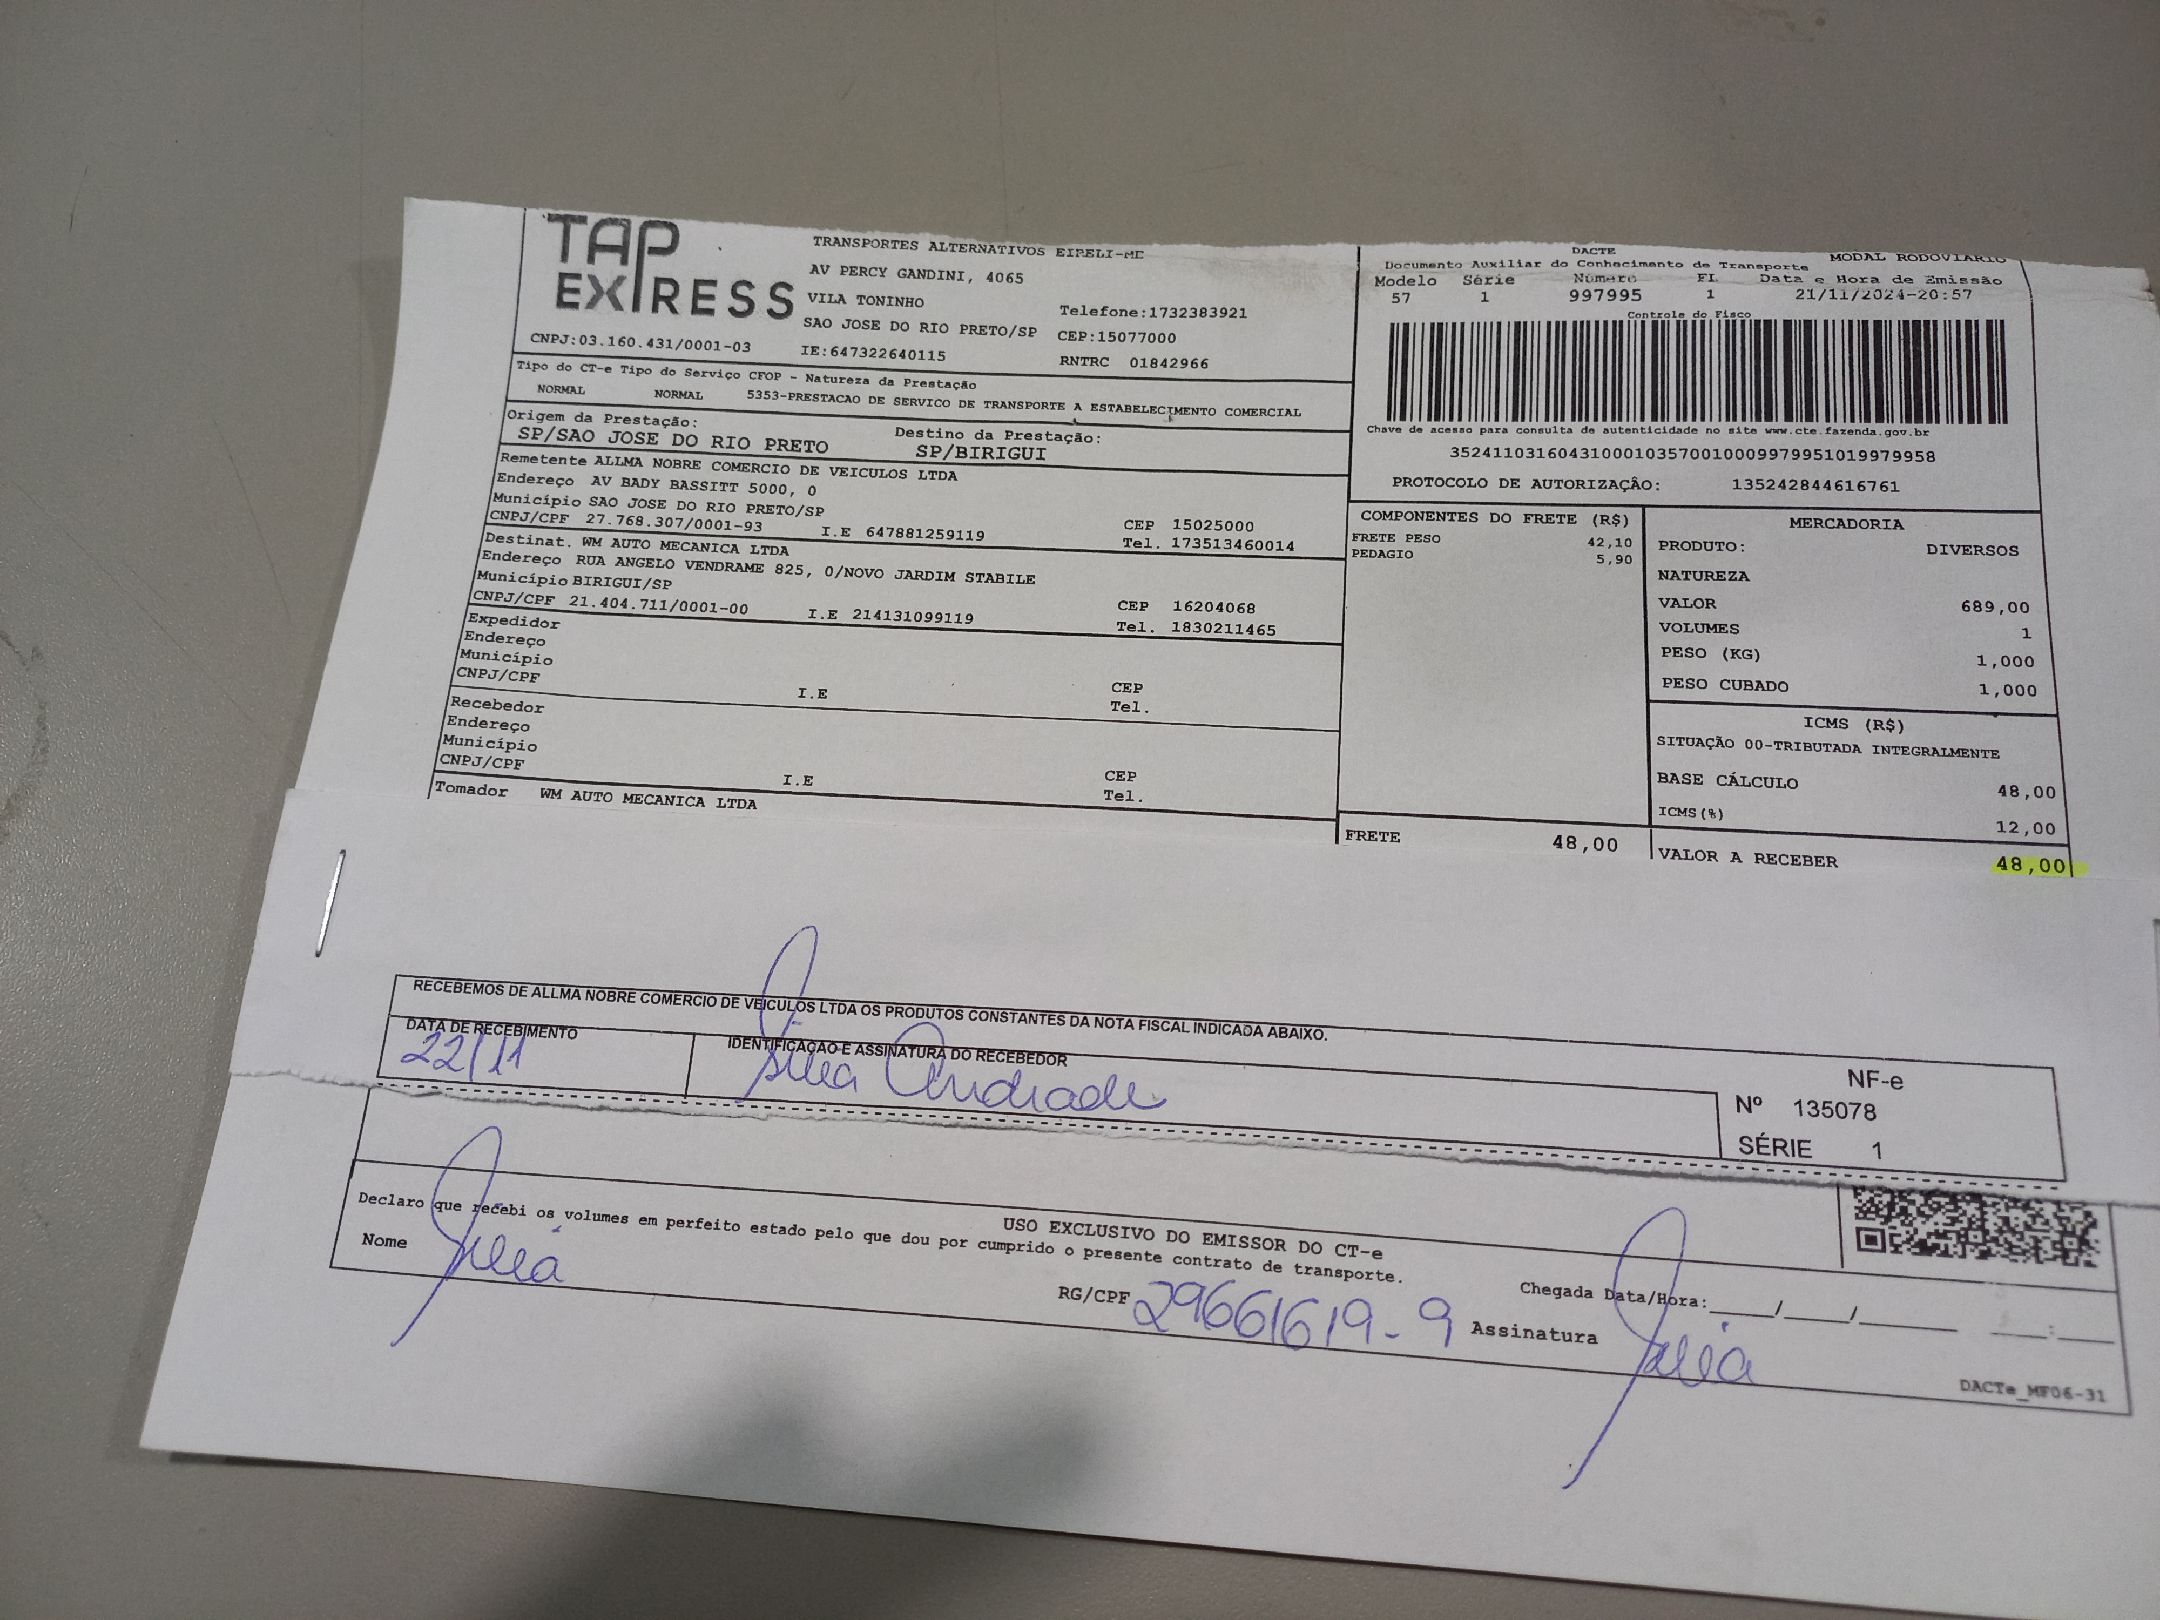 TAP
EXPRESS
TRANSPORTES ALTERNATIVOS EIRELI-ME
AV PERCY GANDINI, 4065
VILA TONINHO
Telefone:1732383921
SAO JOSE DO RIO PRETO/SP CEP:15077000
CNPJ:03.160.431/0001-03 IE:647322640115 RNTRC 01842966
DACTE MODAL RODOVIARIO
Documento Auxiliar do Conhecimento de Transporte
Modelo Série Número FL Data e Hora de Emissão
57 1 997995 1 21/11/2024-20:57
Controle do Fisco
Chave de acesso para consulta de autenticidade no site www.cte.fazenda.gov.br
35241103160431000103570010009979951019979958
PROTOCOLO DE AUTORIZAÇÃO: 135242844616761
Tipo do CT-e Tipo do Serviço CFOP - Natureza da Prestação
NORMAL NORMAL 5353-PRESTACAO DE SERVICO DE TRANSPORTE A ESTABELECIMENTO COMERCIAL
Origem da Prestação: Destino da Prestação:
SP/SAO JOSE DO RIO PRETO SP/BIRIGUI
Remetente ALLMA NOBRE COMERCIO DE VEICULOS LTDA
Endereço AV BADY BASSITT 5000, 0
Município SAO JOSE DO RIO PRETO/SP CEP 15025000
CNPJ/CPF 27.768.307/0001-93 I.E 647881259119 Tel. 173513460014
Destinat. WM AUTO MECANICA LTDA
Endereço RUA ANGELO VENDRAME 825, 0/NOVO JARDIM STABILE
Município BIRIGUI/SP CEP 16204068
CNPJ/CPF 21.404.711/0001-00 I.E 214131099119 Tel. 1830211465
Expedidor
Endereço
Município CEP
CNPJ/CPF I.E Tel.
Recebedor
Endereço
Município CEP
CNPJ/CPF I.E Tel.
Tomador WM AUTO MECANICA LTDA
COMPONENTES DO FRETE (R$)
FRETE PESO 42,10
PEDAGIO 5,90
FRETE 48,00
MERCADORIA
PRODUTO: DIVERSOS
NATUREZA
VALOR 689,00
VOLUMES 1
PESO (KG) 1,000
PESO CUBADO 1,000
ICMS (R$)
SITUAÇÃO 00-TRIBUTADA INTEGRALMENTE
BASE CÁLCULO 48,00
ICMS(%) 12,00
VALOR A RECEBER 48,00
RECEBEMOS DE ALLMA NOBRE COMERCIO DE VEICULOS LTDA OS PRODUTOS CONSTANTES DA NOTA FISCAL INDICADA ABAIXO.
DATA DE RECEBIMENTO IDENTIFICAÇAO E ASSINATURA DO RECEBEDOR
22/11 Andrade
NF-e
Nº 135078
SÉRIE 1
USO EXCLUSIVO DO EMISSOR DO CT-e
Declaro que recebi os volumes em perfeito estado pelo que dou por cumprido o presente contrato de transporte.
Nome RG/CPF 29661619-9 Assinatura
Chegada Data/Hora:____/____/______ ___:____
DACTe_MF06-31